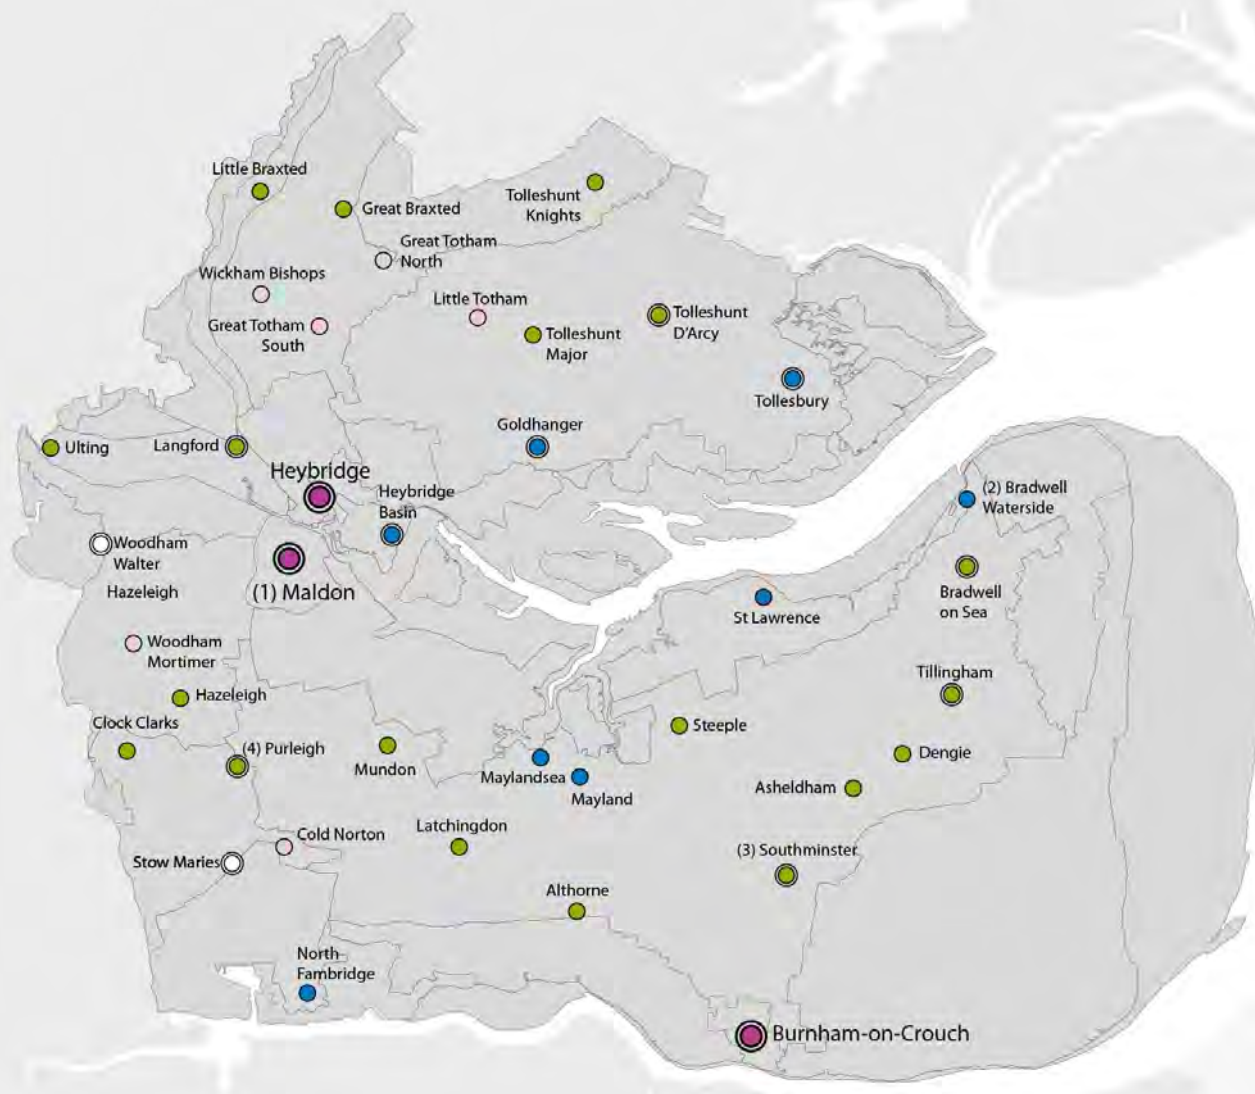 Little Braxted
Great Braxted
Tolleshunt
Knights
Great Totham
North
Wickham Bishops
Great Totham
South
Little Totham
Tolleshunt
Major
Tolleshunt
D'Arcy
Tollesbury
Goldhanger
Ulting
Langford
Heybridge
Heybridge
Basin
(2) Bradwell
Waterside
Woodham
Walter
Hazeleigh
(1) Maldon
St Lawrence
Bradwell
on Sea
Woodham
Mortimer
Hazeleigh
Tillingham
Clock Clarks
(4) Purleigh
Mundon
Steeple
Dengie
Maylandsea
Mayland
Asheldham
Cold Norton
Latchingdon
Stow Maries
(3) Southminster
Althorne
North
Fambridge
Burnham-on-Crouch